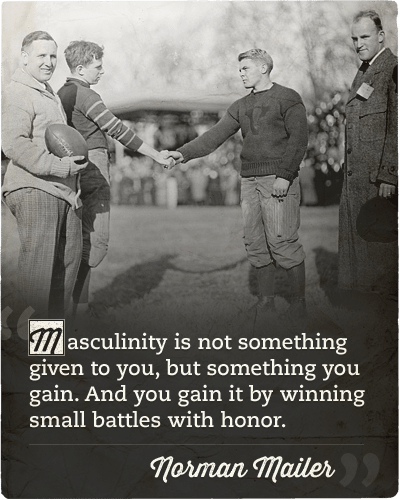 Masculinity is not something
given to you, but something you
gain. And you gain it by winning
small battles with honor.
Norman Mailer